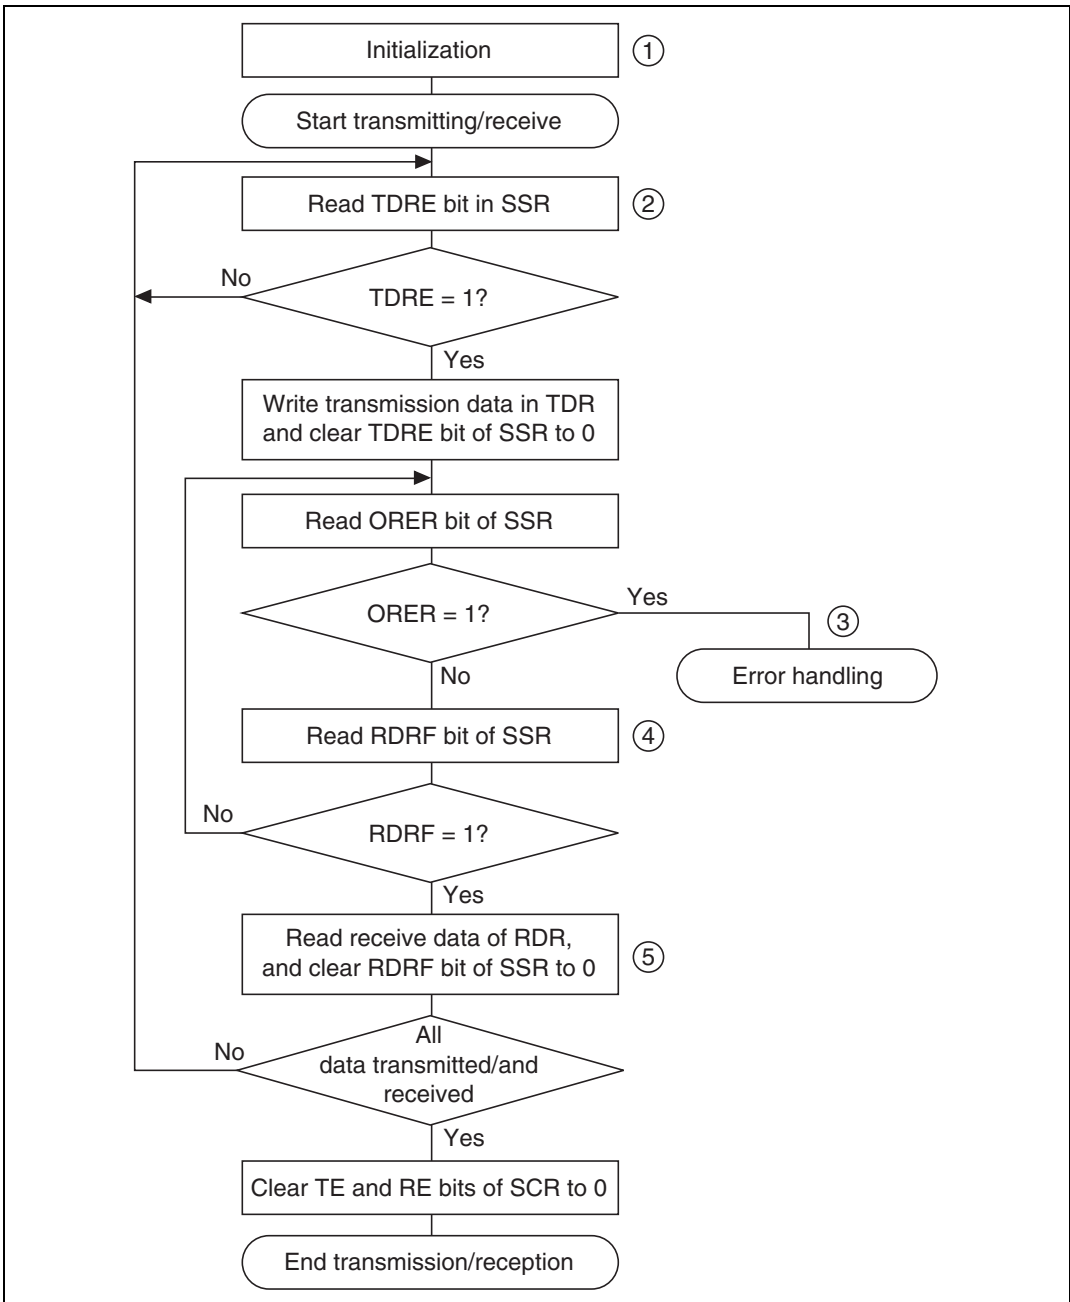 Initialization
①
Start transmitting/receive
Read TDRE bit in SSR
②
No
TDRE = 1?
Yes
Write transmission data in TDR
and clear TDRE bit of SSR to 0
Read ORER bit of SSR
ORER = 1?
Yes
③
Error handling
No
Read RDRF bit of SSR
④
No
RDRF = 1?
Yes
Read receive data of RDR,
and clear RDRF bit of SSR to 0
⑤
No
All
data transmitted/and
received
Yes
Clear TE and RE bits of SCR to 0
End transmission/reception